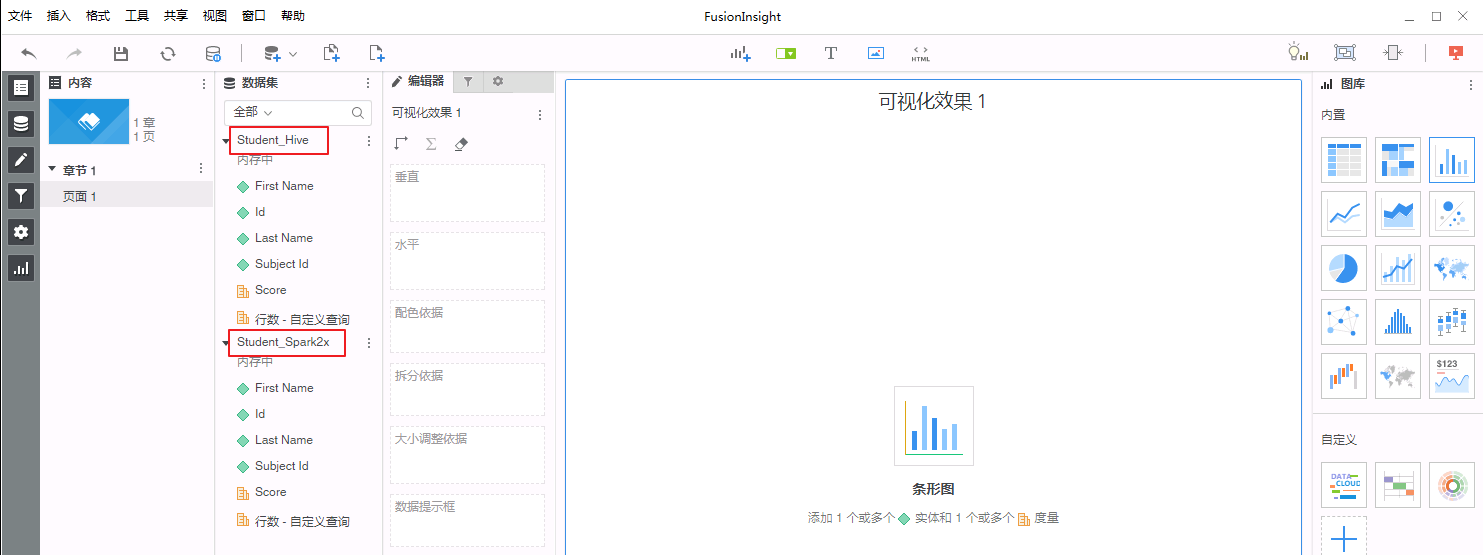 文件 插入 格式 工具 共享 视图 窗口 帮助
FusionInsight
HTML
内容
1 章
1 页
章节 1
页面 1
数据集
全部
Student_Hive
内存中
First Name
Id
Last Name
Subject Id
Score
行数 - 自定义查询
Student_Spark2x
内存中
First Name
Id
Last Name
Subject Id
Score
行数 - 自定义查询
编辑器
可视化效果 1
垂直
水平
配色依据
拆分依据
大小调整依据
数据提示框
可视化效果 1
条形图
添加 1 个或多个 实体和 1 个或多个 度量
图库
内置
$123
自定义
DATA
CLOUD